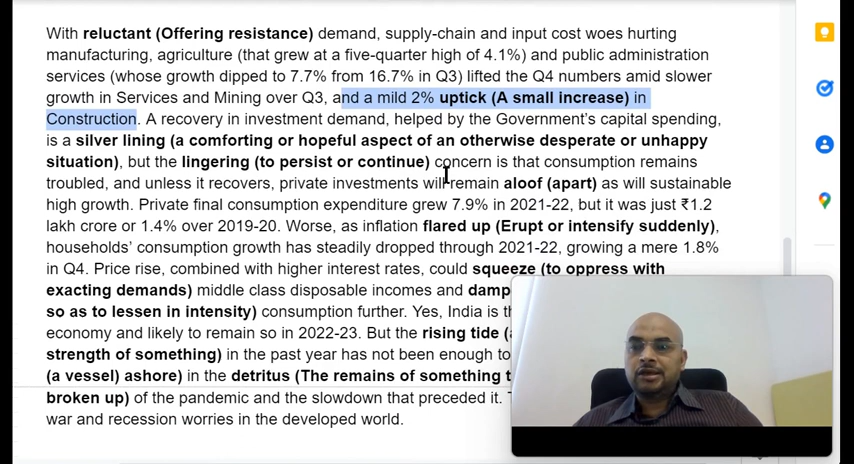 With reluctant (Offering resistance) demand, supply-chain and input cost woes hurting
manufacturing, agriculture (that grew at a five-quarter high of 4.1%) and public administration
services (whose growth dipped to 7.7% from 16.7% in Q3) lifted the Q4 numbers amid slower
growth in Services and Mining over Q3, and a mild 2% uptick (A small increase) in
Construction. A recovery in investment demand, helped by the Government's capital spending,
is a silver lining (a comforting or hopeful aspect of an otherwise desperate or unhappy
situation), but the lingering (to persist or continue) concern is that consumption remains
troubled, and unless it recovers, private investments will remain aloof (apart) as will sustainable
high growth. Private final consumption expenditure grew 7.9% in 2021-22, but it was just ₹1.2
lakh crore or 1.4% over 2019-20. Worse, as inflation flared up (Erupt or intensify suddenly),
households' consumption growth has steadily dropped through 2021-22, growing a mere 1.8%
in Q4. Price rise, combined with higher interest rates, could squeeze (to oppress with
exacting demands) middle class disposable incomes and damp
so as to lessen in intensity) consumption further. Yes, India is
economy and likely to remain so in 2022-23. But the rising tide
strength of something) in the past year has not been enough to
(a vessel) ashore) in the detritus (The remains of something
broken up) of the pandemic and the slowdown that preceded it.
war and recession worries in the developed world.